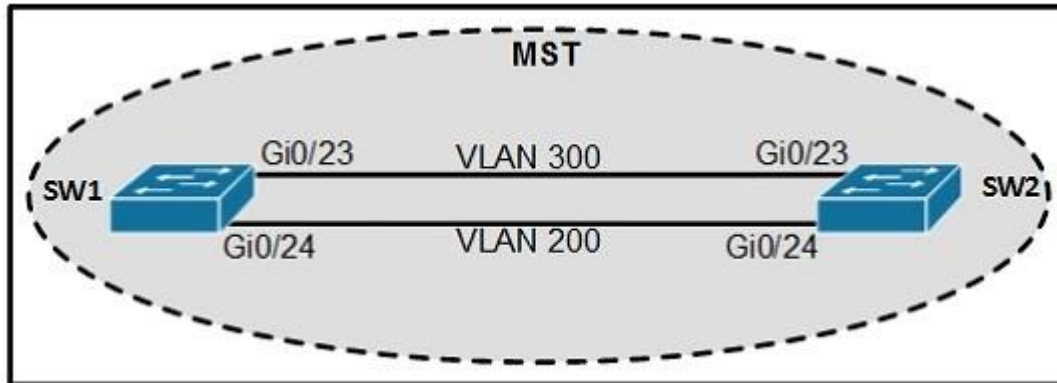 MST
Gi0/23 VLAN 300 Gi0/23
SW1 SW2
Gi0/24 VLAN 200 Gi0/24